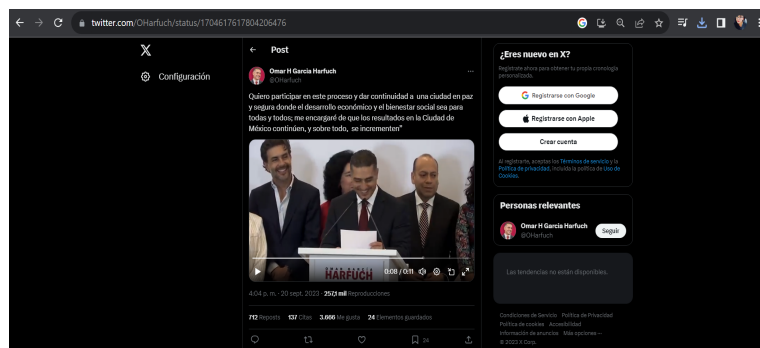 twitter.com/OHarfuch/status/1704617617804206476
X
Configuración
Post
Omar H Garcia Harfuch
@OHarfuch
Quiero participar en este proceso y dar continuidad a una ciudad en paz
y segura donde el desarrollo económico y el bienestar social sea para
todas y todos; me encargaré de que los resultados en la Ciudad de
México continúen, y sobre todo, se incrementen"
HARFUCH
0:08 / 0:11
4:04 p. m. · 20 sept. 2023 · 257,1 mil Reproducciones
712 Reposts 137 Citas 3.666 Me gusta 24 Elementos guardados
24
¿Eres nuevo en X?
Regístrate ahora para obtener tu propia cronología
personalizada.
Registrarse con Google
Registrarse con Apple
Crear cuenta
Al registrarte, aceptas los Términos de servicio y la
Política de privacidad, incluida la política de Uso de
Cookies.
Personas relevantes
Omar H Garcia Harfuch
@OHarfuch
Seguir
Las tendencias no están disponibles.
Condiciones de Servicio Política de Privacidad
Política de cookies Accesibilidad
Información de anuncios Más opciones ···
© 2023 X Corp.